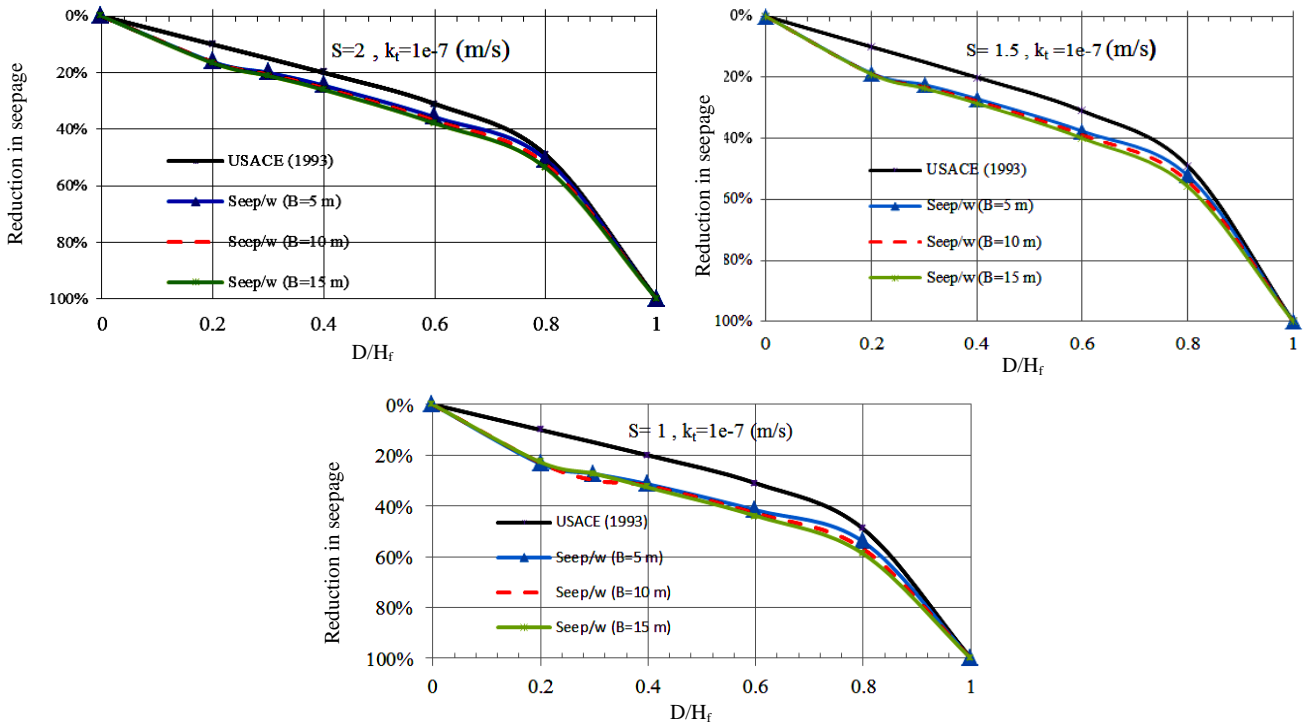 Reduction in seepage
0%
20%
40%
60%
80%
100%
S=2 , kt=1e-7 (m/s)
USACE (1993)
Seep/w (B=5 m)
Seep/w (B=10 m)
Seep/w (B=15 m)
0 0.2 0.4 0.6 0.8 1
D/Hf
Reduction in seepage
0%
20%
40%
60%
80%
100%
S= 1.5 , kt =1e-7 (m/s)
USACE (1993)
Seep/w (B=5 m)
Seep/w (B=10 m)
Seep/w (B=15 m)
0 0.2 0.4 0.6 0.8 1
D/Hf
Reduction in seepage
0%
20%
40%
60%
80%
100%
S= 1 , kt=1e-7 (m/s)
USACE (1993)
Seep/w (B=5 m)
Seep/w (B=10 m)
Seep/w (B=15 m)
0 0.2 0.4 0.6 0.8 1
D/Hf